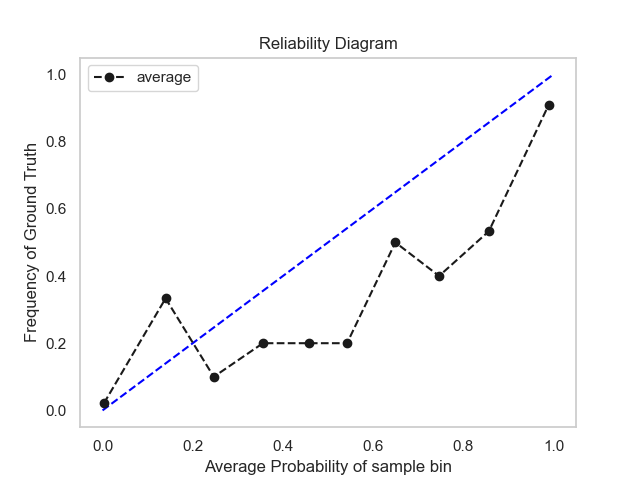 Reliability Diagram
average
Frequency of Ground Truth
1.0
0.8
0.6
0.4
0.2
0.0
0.0 0.2 0.4 0.6 0.8 1.0
Average Probability of sample bin